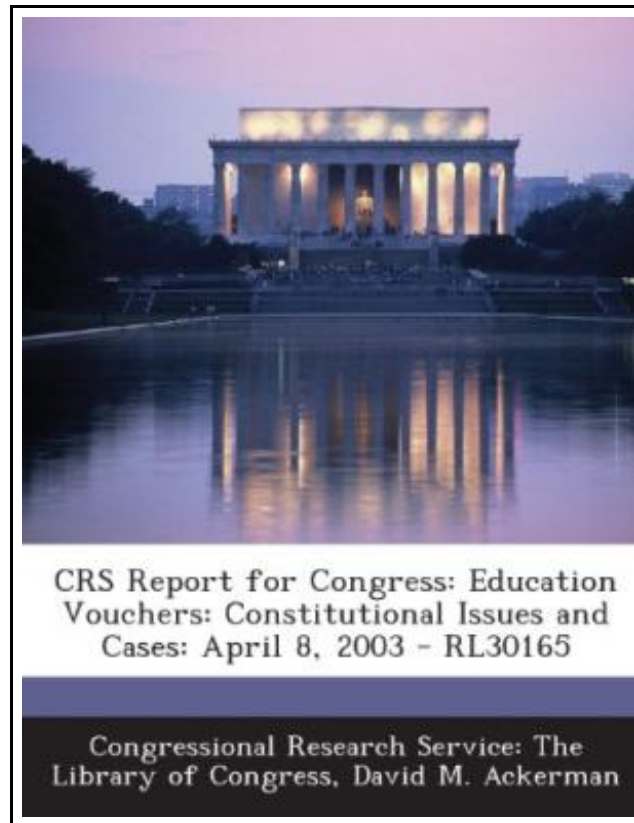 CRS Report for Congress: Education
Vouchers: Constitutional Issues and
Cases: April 8, 2003 - RL30165
Congressional Research Service: The
Library of Congress, David M. Ackerman